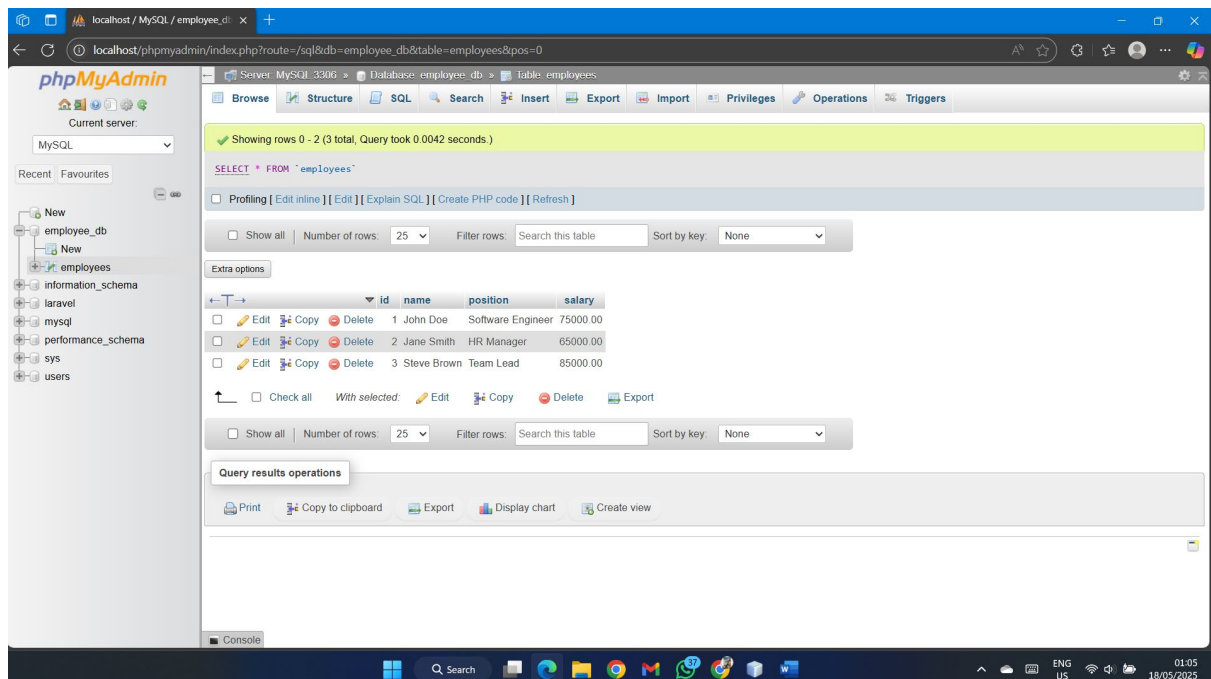 localhost / MySQL / employee_d
localhost/phpmyadmin/index.php?route=/sql&db=employee_db&table=employees&pos=0
phpMyAdmin
Current server:
MySQL
Recent Favourites
New
employee_db
New
employees
information_schema
laravel
mysql
performance_schema
sys
users
Server: MySQL:3306 » Database: employee_db » Table: employees
Browse Structure SQL Search Insert Export Import Privileges Operations Triggers
Showing rows 0 - 2 (3 total, Query took 0.0042 seconds.)
SELECT * FROM `employees`
Profiling [ Edit inline ] [ Edit ] [ Explain SQL ] [ Create PHP code ] [ Refresh ]
Show all | Number of rows: 25 Filter rows: Search this table Sort by key: None
Extra options
id name position salary
Edit Copy Delete 1 John Doe Software Engineer 75000.00
Edit Copy Delete 2 Jane Smith HR Manager 65000.00
Edit Copy Delete 3 Steve Brown Team Lead 85000.00
Check all With selected: Edit Copy Delete Export
Show all | Number of rows: 25 Filter rows: Search this table Sort by key: None
Query results operations
Print Copy to clipboard Export Display chart Create view
Console
Search 37 ENG 01:05
US 18/05/2025